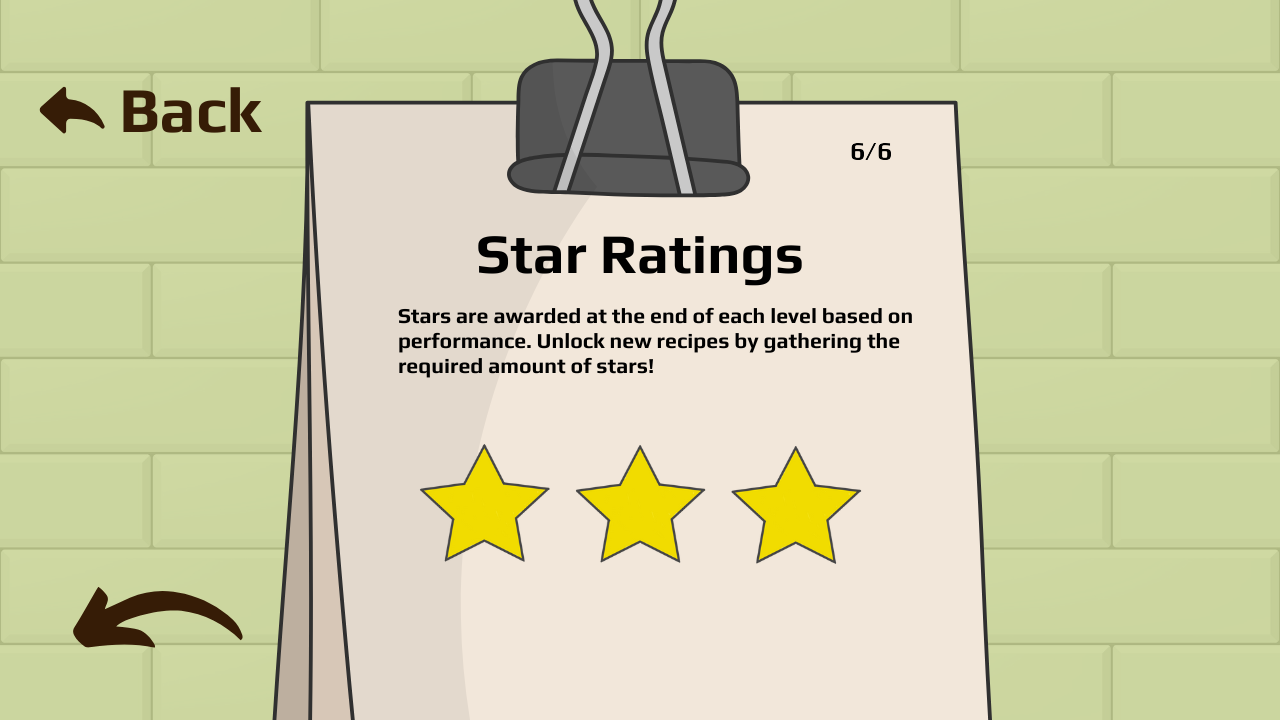 Back
6/6
Star Ratings
Stars are awarded at the end of each level based on
performance. Unlock new recipes by gathering the
required amount of stars!